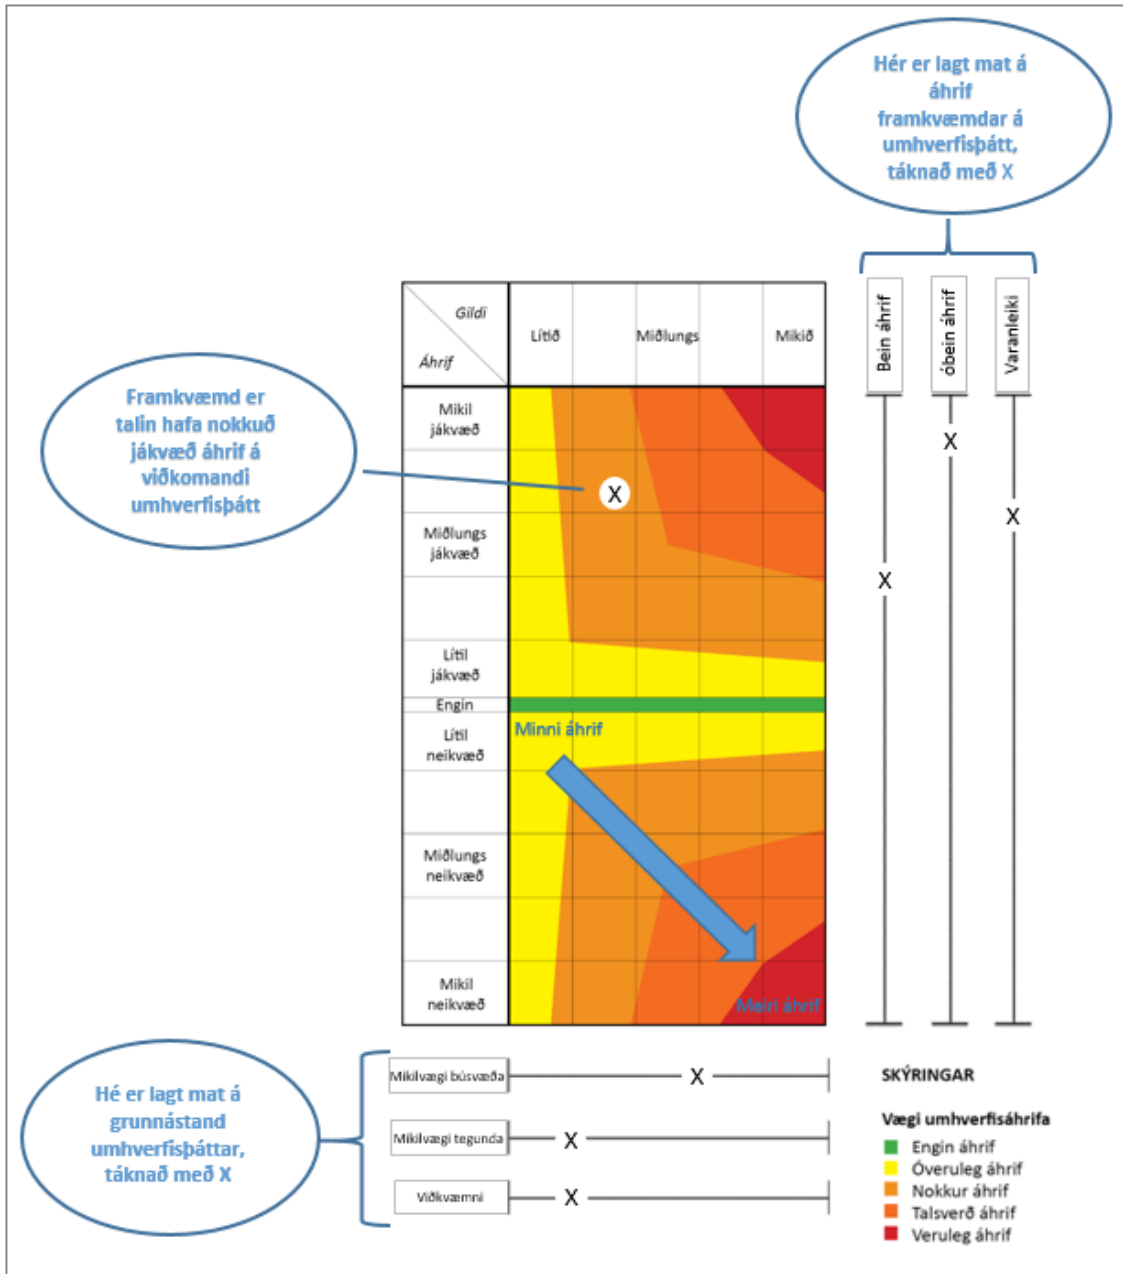 Hér er lagt mat á
áhrif
framkvæmdar á
umhverfisþátt,
táknað með X
Bein áhrif
óbein áhrif
Varanleiki
Gildi
Áhrif
Lítið
Miðlungs
Mikið
Framkvæmd er
talin hafa nokkuð
jákvæð áhrif á
viðkomandi
umhverfisþátt
Mikil
jákvæð
X
X
X
Miðlungs
jákvæð
X
Lítil
jákvæð
Engin
Lítil
neikvæð
Minni áhrif
Miðlungs
neikvæð
Mikil
neikvæð
Meiri áhrif
Hé er lagt mat á
grunnástand
umhverfisþáttar,
táknað með X
Mikilvægi búsvæða
X
Mikilvægi tegunda
X
Viðkvæmni
X
SKÝRINGAR
Vægi umhverfisáhrifa
Engin áhrif
Óveruleg áhrif
Nokkur áhrif
Talsverð áhrif
Veruleg áhrif